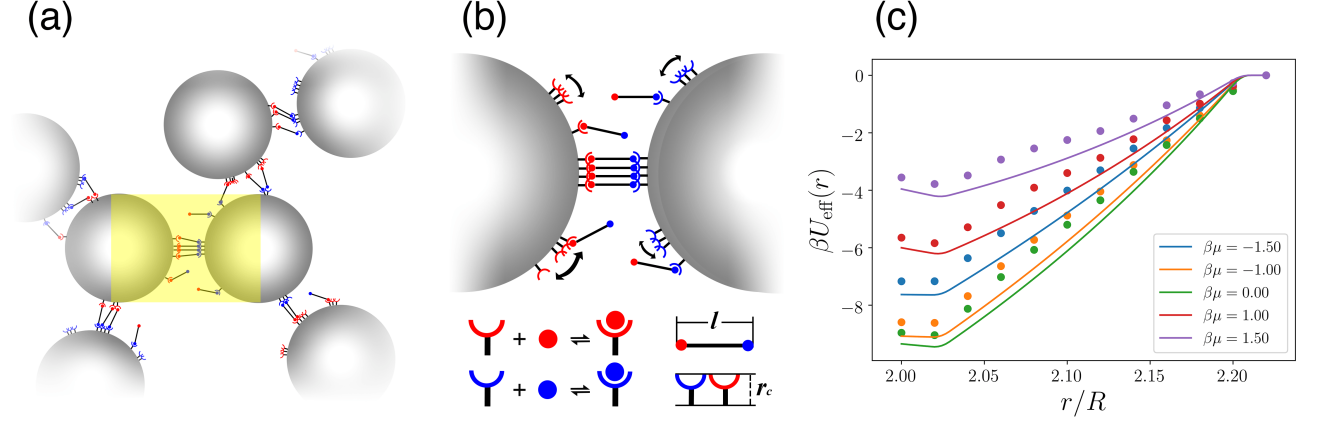 (a)
(b)
(c)
+ ⇌
l
+ ⇌
r_c
βU_eff(r)
0
−2
−4
−6
−8
βμ = −1.50
βμ = −1.00
βμ = 0.00
βμ = 1.00
βμ = 1.50
2.00 2.05 2.10 2.15 2.20
r/R